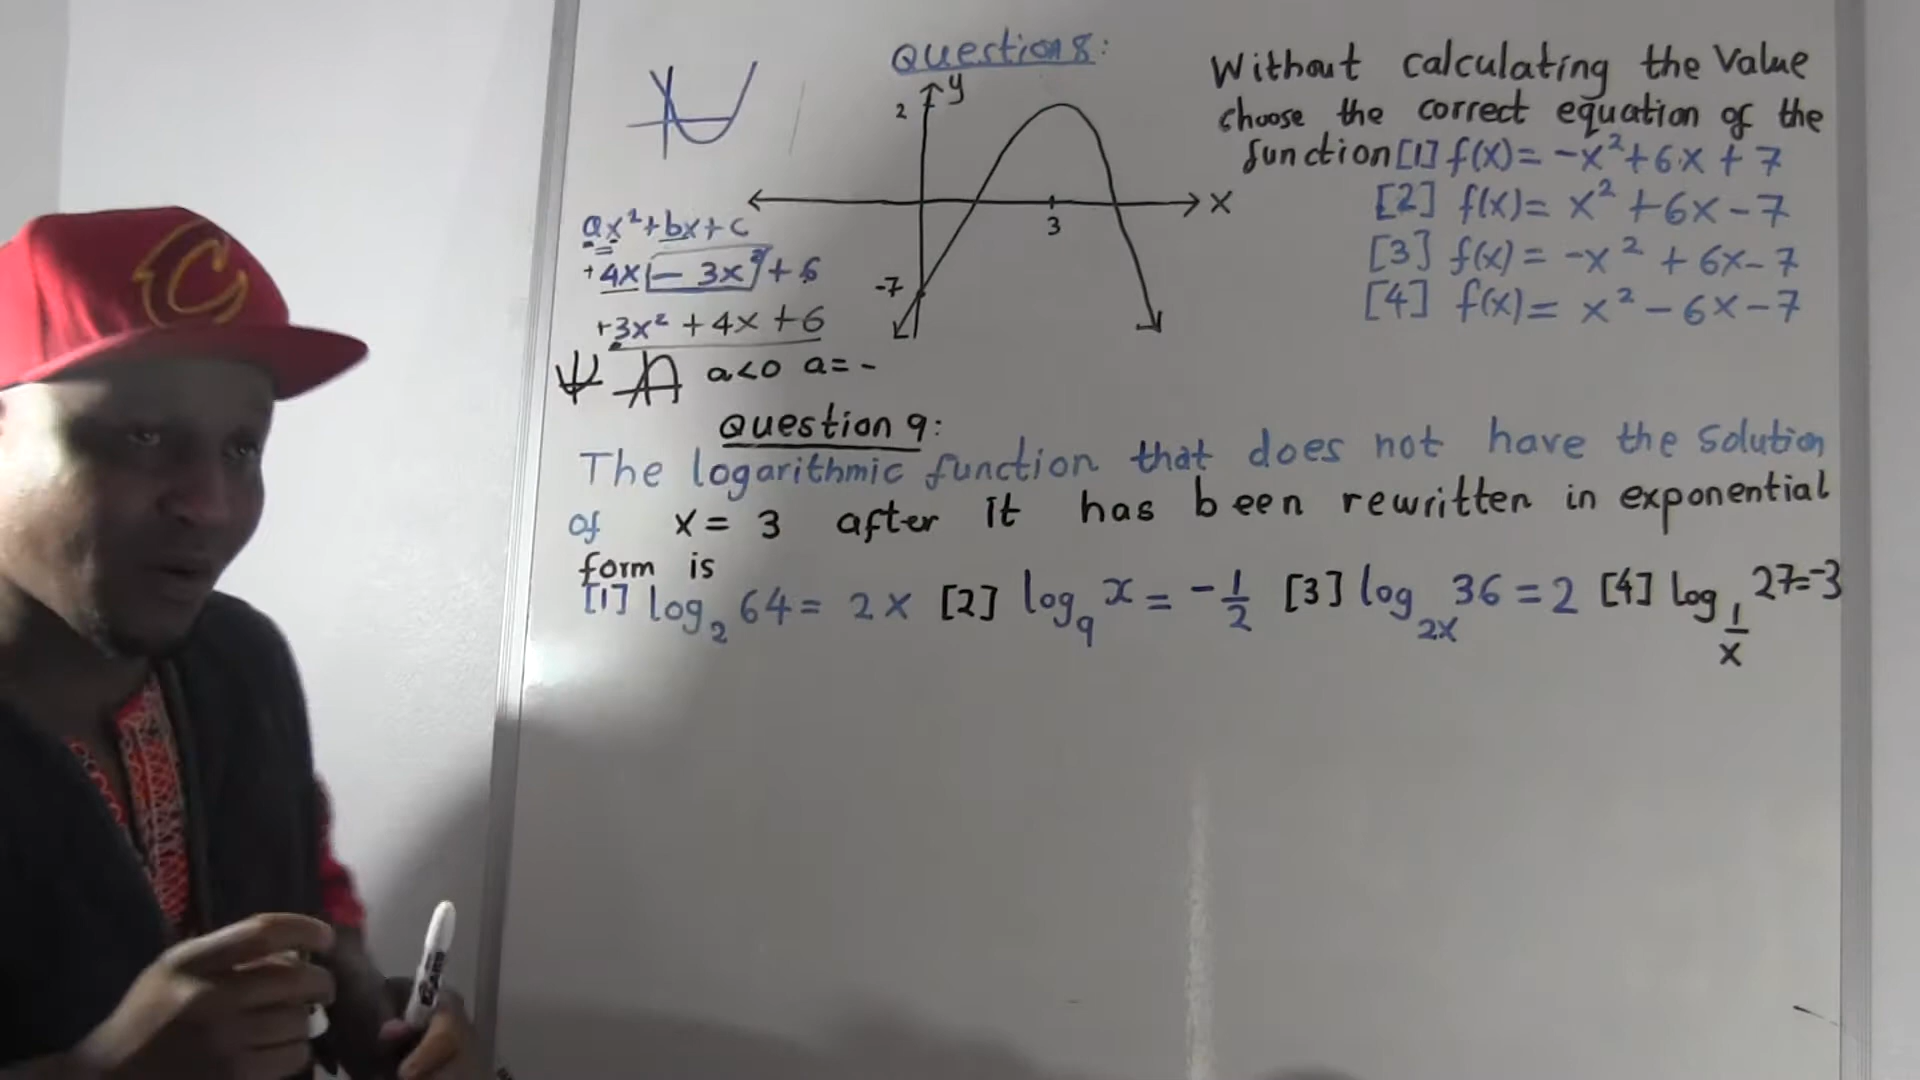 Question 8:
y
2
x
3
-7
Without calculating the Value
choose the correct equation of the
function [1] f(x) = -x² + 6x + 7
[2] f(x) = x² + 6x - 7
[3] f(x) = -x² + 6x - 7
[4] f(x) = x² - 6x - 7
ax² + bx + c
+4x - 3x² + 6
+3x² + 4x + 6
a<0 a= -
Question 9:
The logarithmic function that does not have the Solution
of x = 3 after it has been rewritten in exponential
form is
[1] log₂ 64 = 2x [2] log₉ x = -1/2 [3] log₂ₓ 36 = 2 [4] log 1/x 27 = -3
C